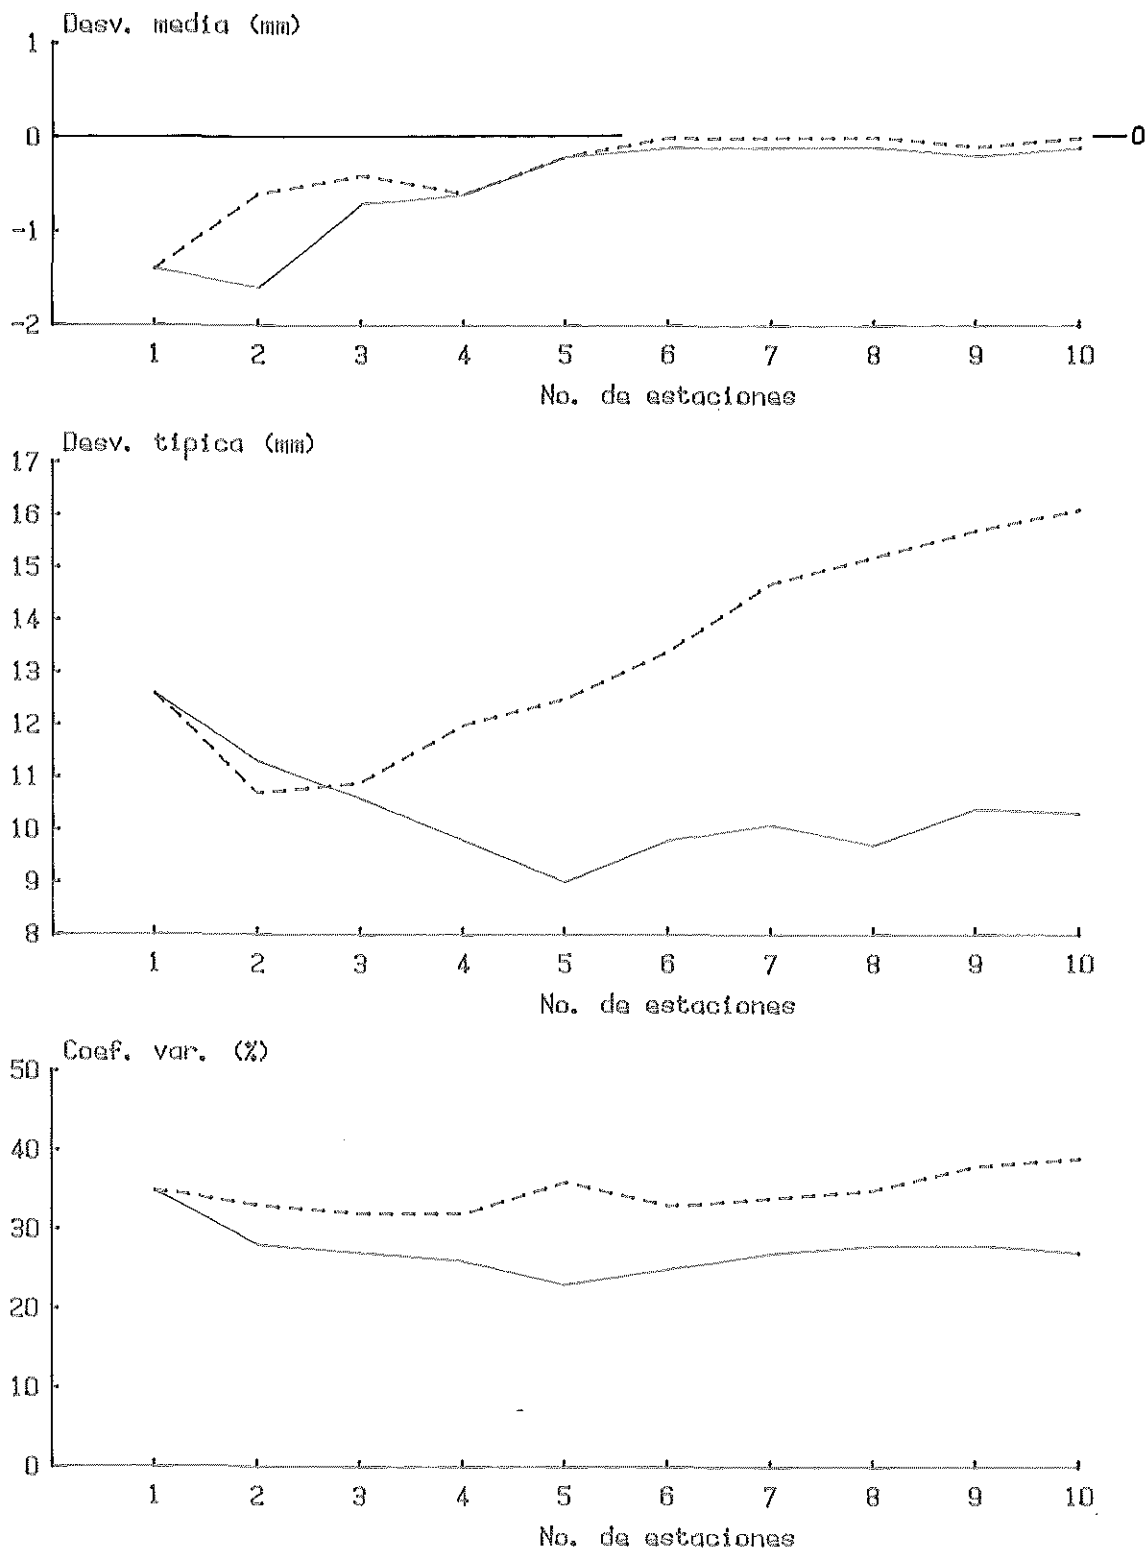 Desv. media (mm)
1
0
-1
-2
0
1 2 3 4 5 6 7 8 9 10
No. de estaciones
Desv. típica (mm)
17
16
15
14
13
12
11
10
9
8
1 2 3 4 5 6 7 8 9 10
No. de estaciones
Coef. var. (%)
50
40
30
20
10
0
1 2 3 4 5 6 7 8 9 10
No. de estaciones